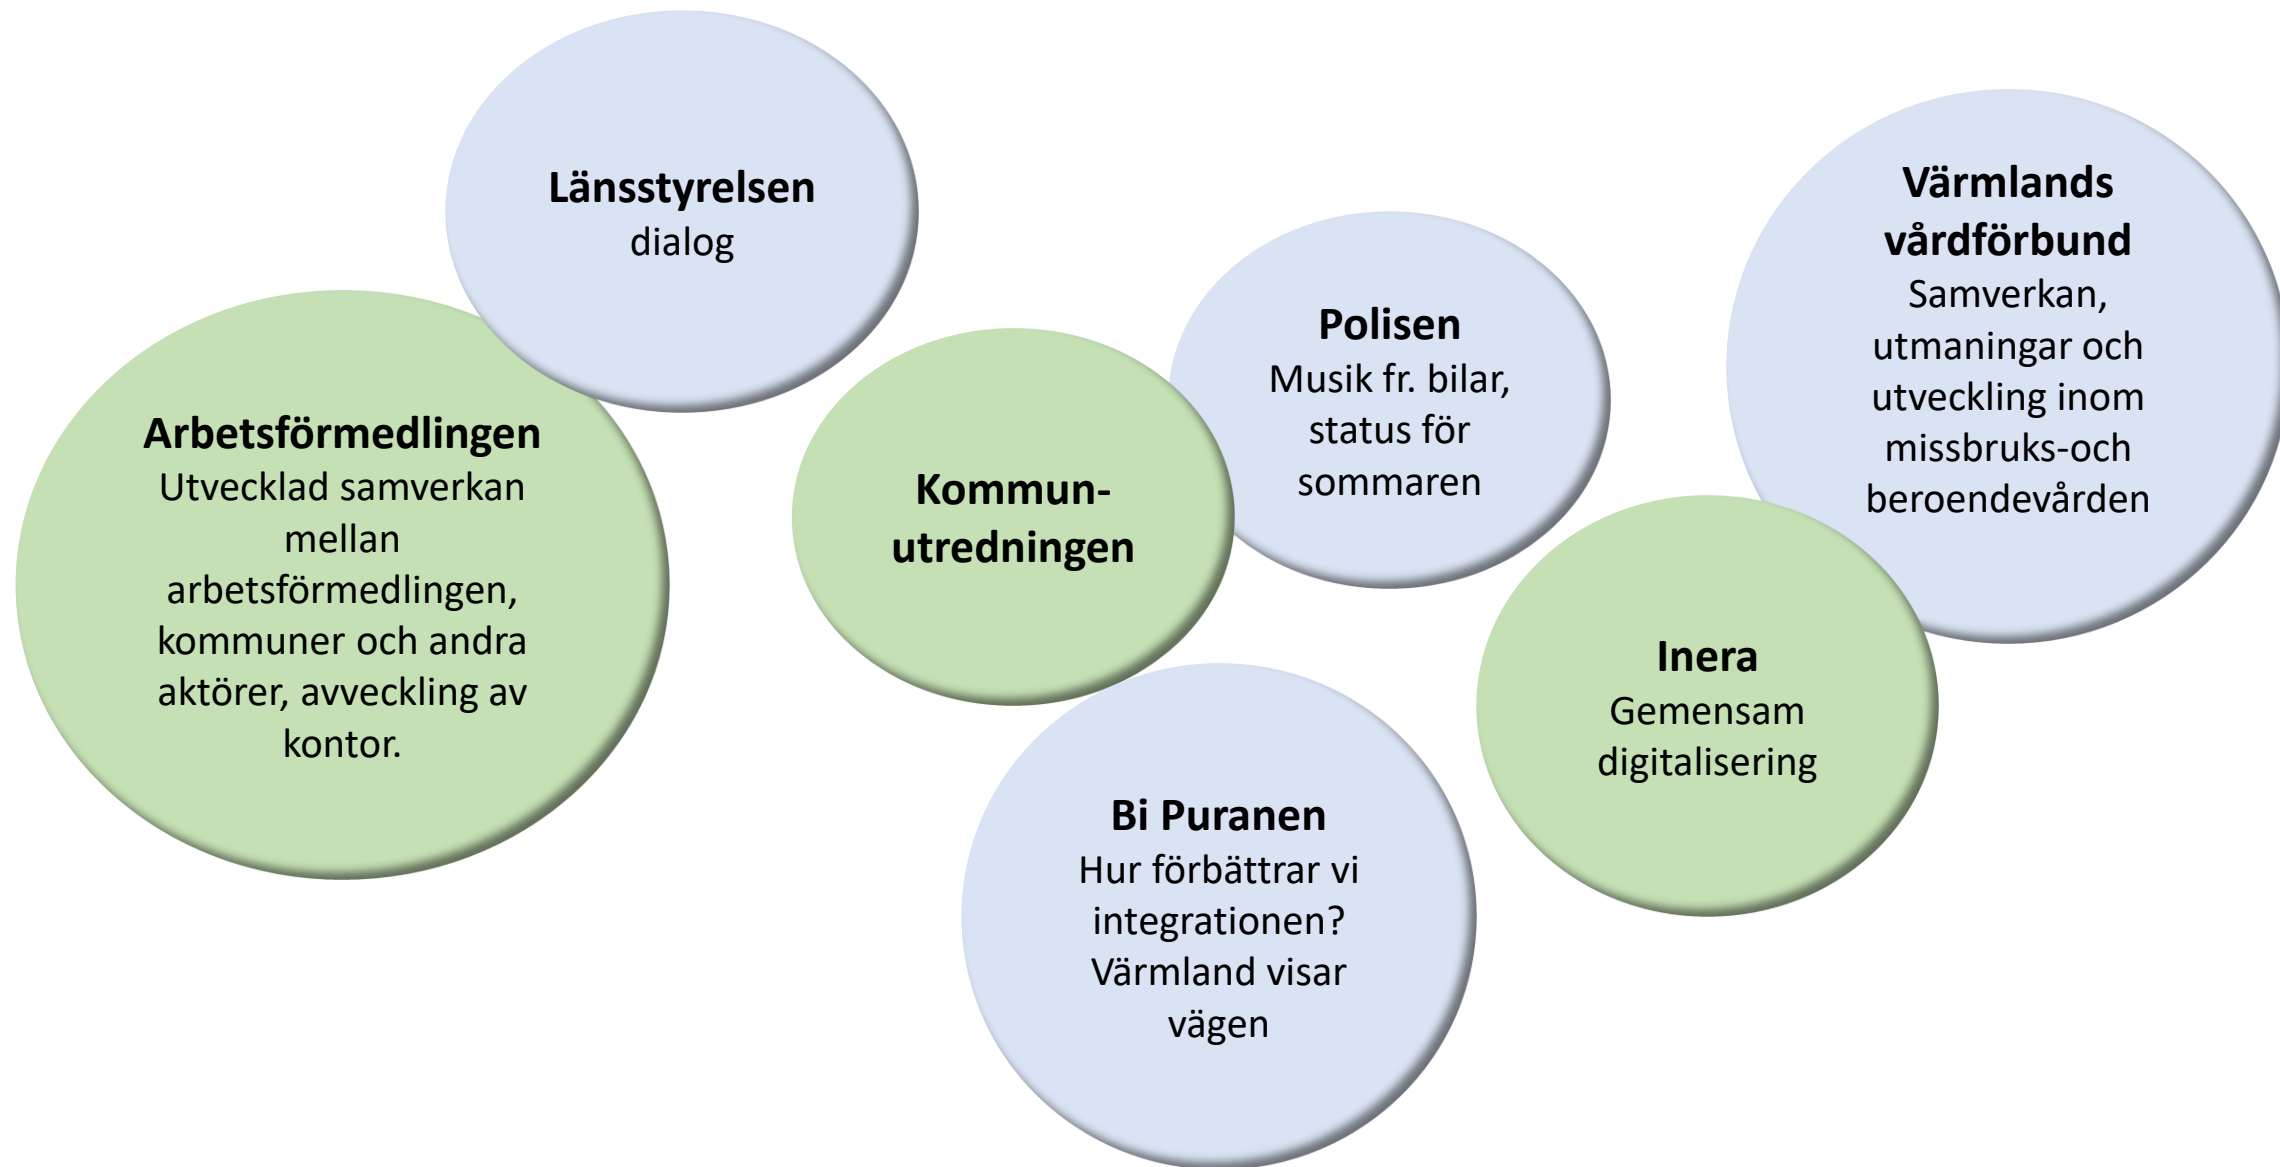 Länsstyrelsen
dialog
Arbetsförmedlingen
Utvecklad samverkan
mellan
arbetsförmedlingen,
kommuner och andra
aktörer, avveckling av
kontor.
Kommun-
utredningen
Polisen
Musik fr. bilar,
status för
sommaren
Värmlands
vårdförbund
Samverkan,
utmaningar och
utveckling inom
missbruks-och
beroendevården
Inera
Gemensam
digitalisering
Bi Puranen
Hur förbättrar vi
integrationen?
Värmland visar
vägen